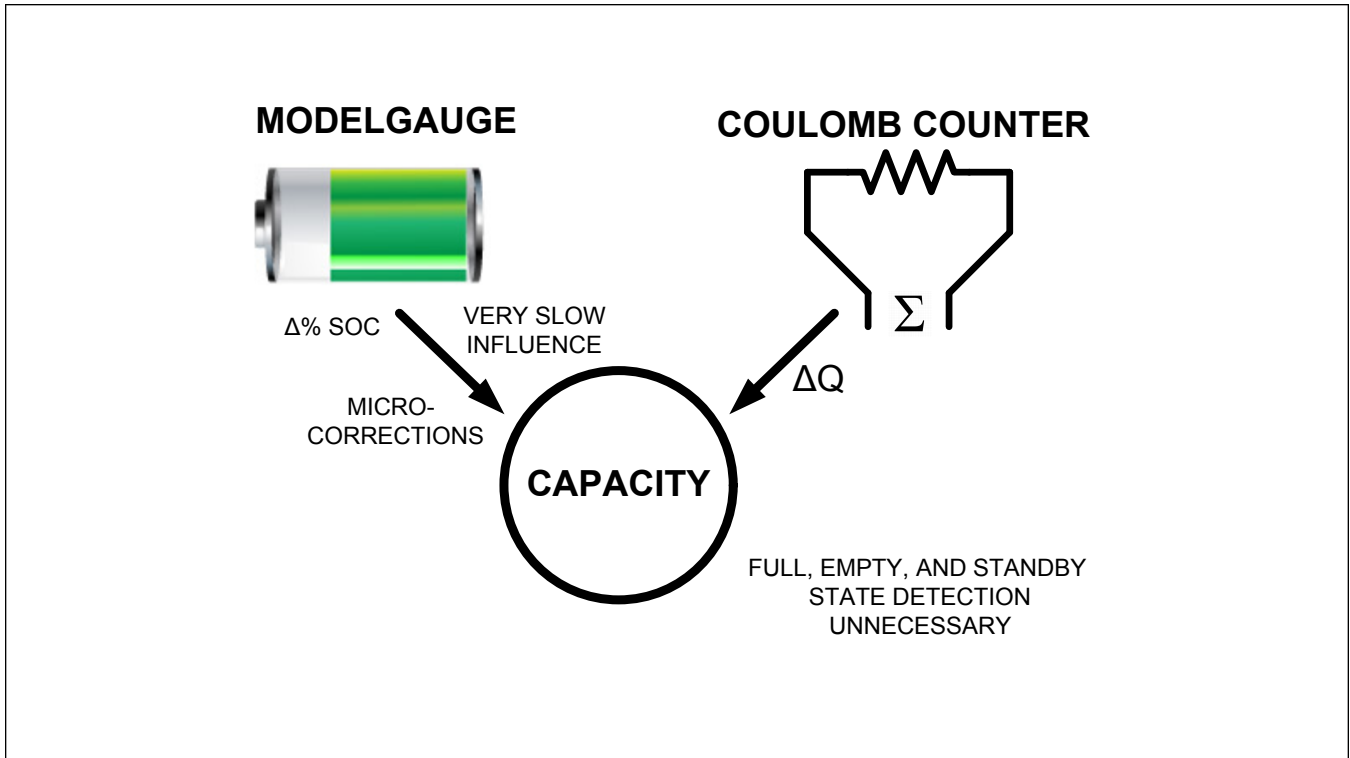 MODELGAUGE
COULOMB COUNTER
Σ
Δ% SOC
VERY SLOW
INFLUENCE
ΔQ
MICRO-
CORRECTIONS
CAPACITY
FULL, EMPTY, AND STANDBY
STATE DETECTION
UNNECESSARY